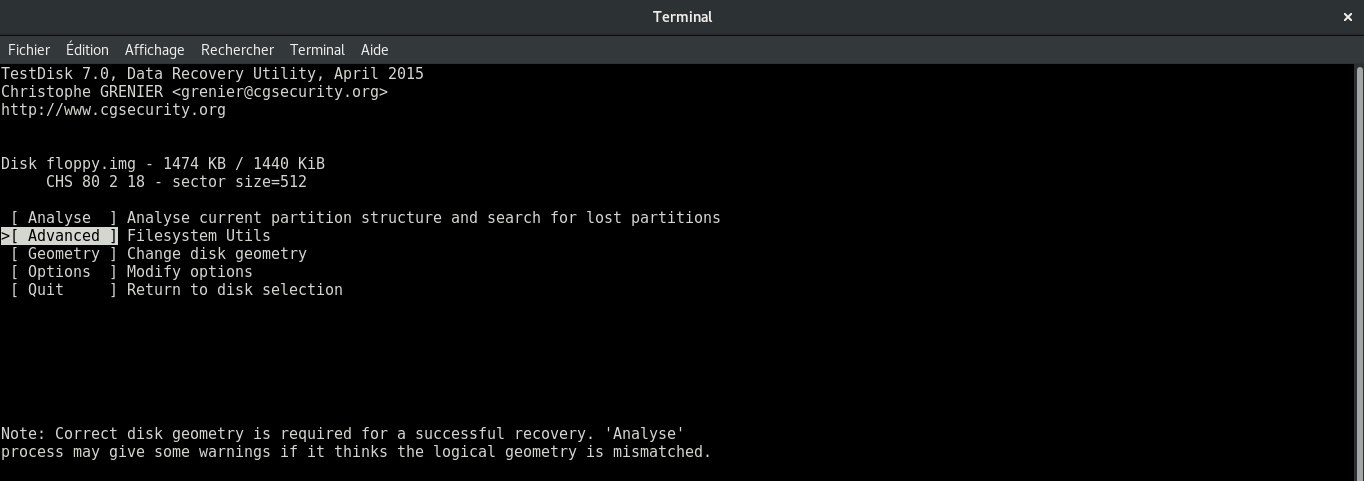 Terminal ×
Fichier Édition Affichage Rechercher Terminal Aide
TestDisk 7.0, Data Recovery Utility, April 2015
Christophe GRENIER <grenier@cgsecurity.org>
http://www.cgsecurity.org
Disk floppy.img - 1474 KB / 1440 KiB
     CHS 80 2 18 - sector size=512
 [ Analyse  ] Analyse current partition structure and search for lost partitions
>[ Advanced ] Filesystem Utils
 [ Geometry ] Change disk geometry
 [ Options  ] Modify options
 [ Quit     ] Return to disk selection
Note: Correct disk geometry is required for a successful recovery. 'Analyse'
process may give some warnings if it thinks the logical geometry is mismatched.